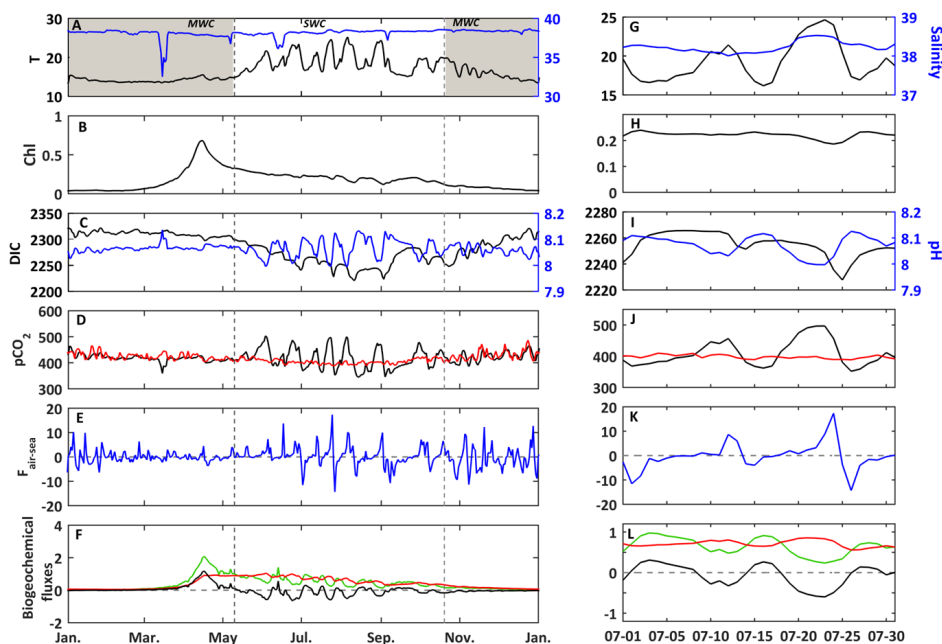 A MWC SWC MWC
T
40
30
20
10
40
38
35
33
B
Chl
1
0.5
0
C
DIC
2350
2300
2250
2200
8.2
8.1
8
7.9
D
pCO2
600
500
400
300
E
Fair-sea
20
10
0
-10
-20
F
Biogeochemical
fluxes
4
2
0
-2
Jan. Mar. May Jul. Sep. Nov. Jan.
G
25
20
15
39
38
37
Salinity
H
0.2
0.1
0
I
2280
2260
2240
2220
8.2
8.1
8
7.9
pH
J
500
400
300
K
20
10
0
-10
-20
L
1
0
-1
07-01 07-05 07-10 07-15 07-20 07-25 07-30